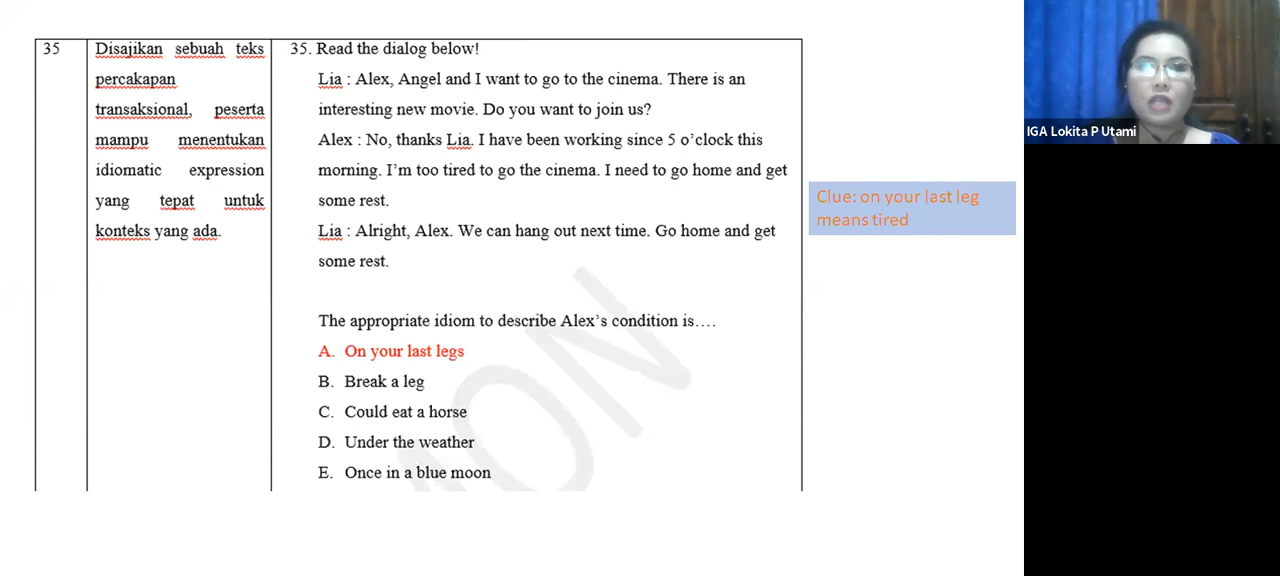 35
Disajikan sebuah teks
percakapan
transaksional, peserta
mampu menentukan
idiomatic expression
yang tepat untuk
konteks yang ada.
35. Read the dialog below!
Lia : Alex, Angel and I want to go to the cinema. There is an
interesting new movie. Do you want to join us?
Alex : No, thanks Lia. I have been working since 5 o’clock this
morning. I’m too tired to go the cinema. I need to go home and get
some rest.
Lia : Alright, Alex. We can hang out next time. Go home and get
some rest.
The appropriate idiom to describe Alex’s condition is….
A. On your last legs
B. Break a leg
C. Could eat a horse
D. Under the weather
E. Once in a blue moon
Clue: on your last leg
means tired
IGA Lokita P Utami